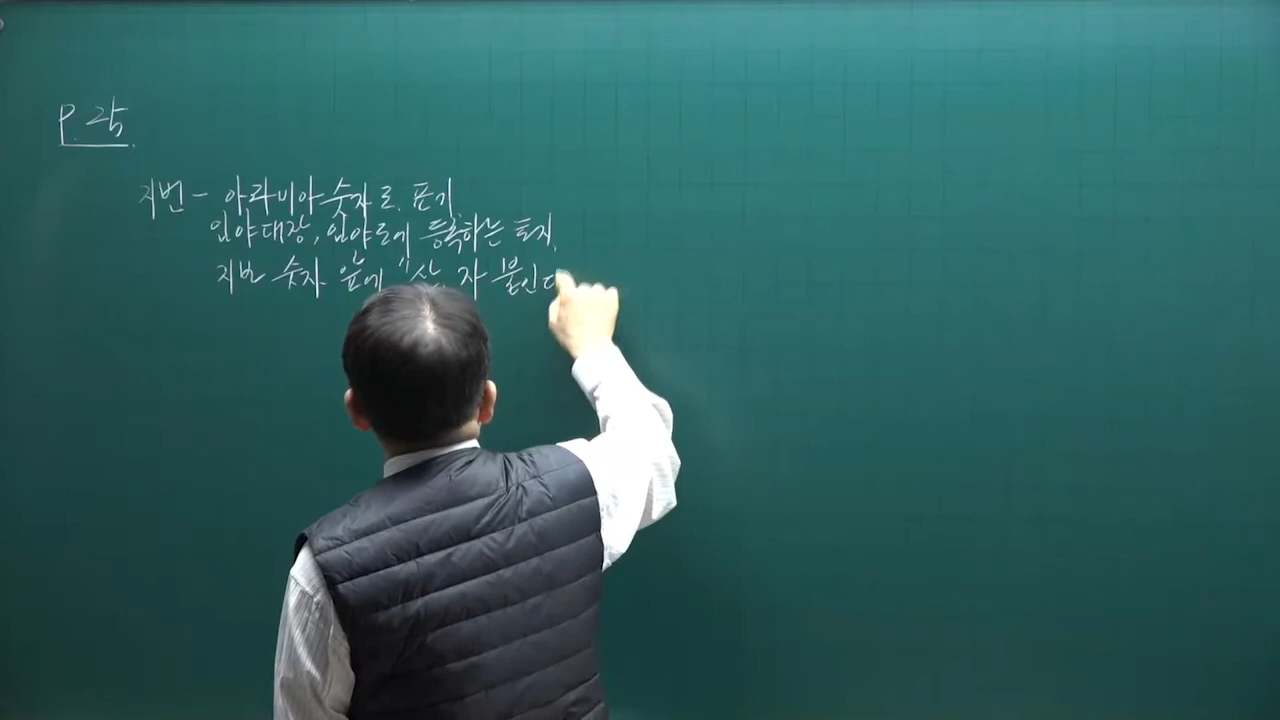 P. 25
지번 - 아라비아 숫자로 표기
임야대장, 임야도에 등록하는 토지,
지번 숫자 앞에 "산" 자 붙인다